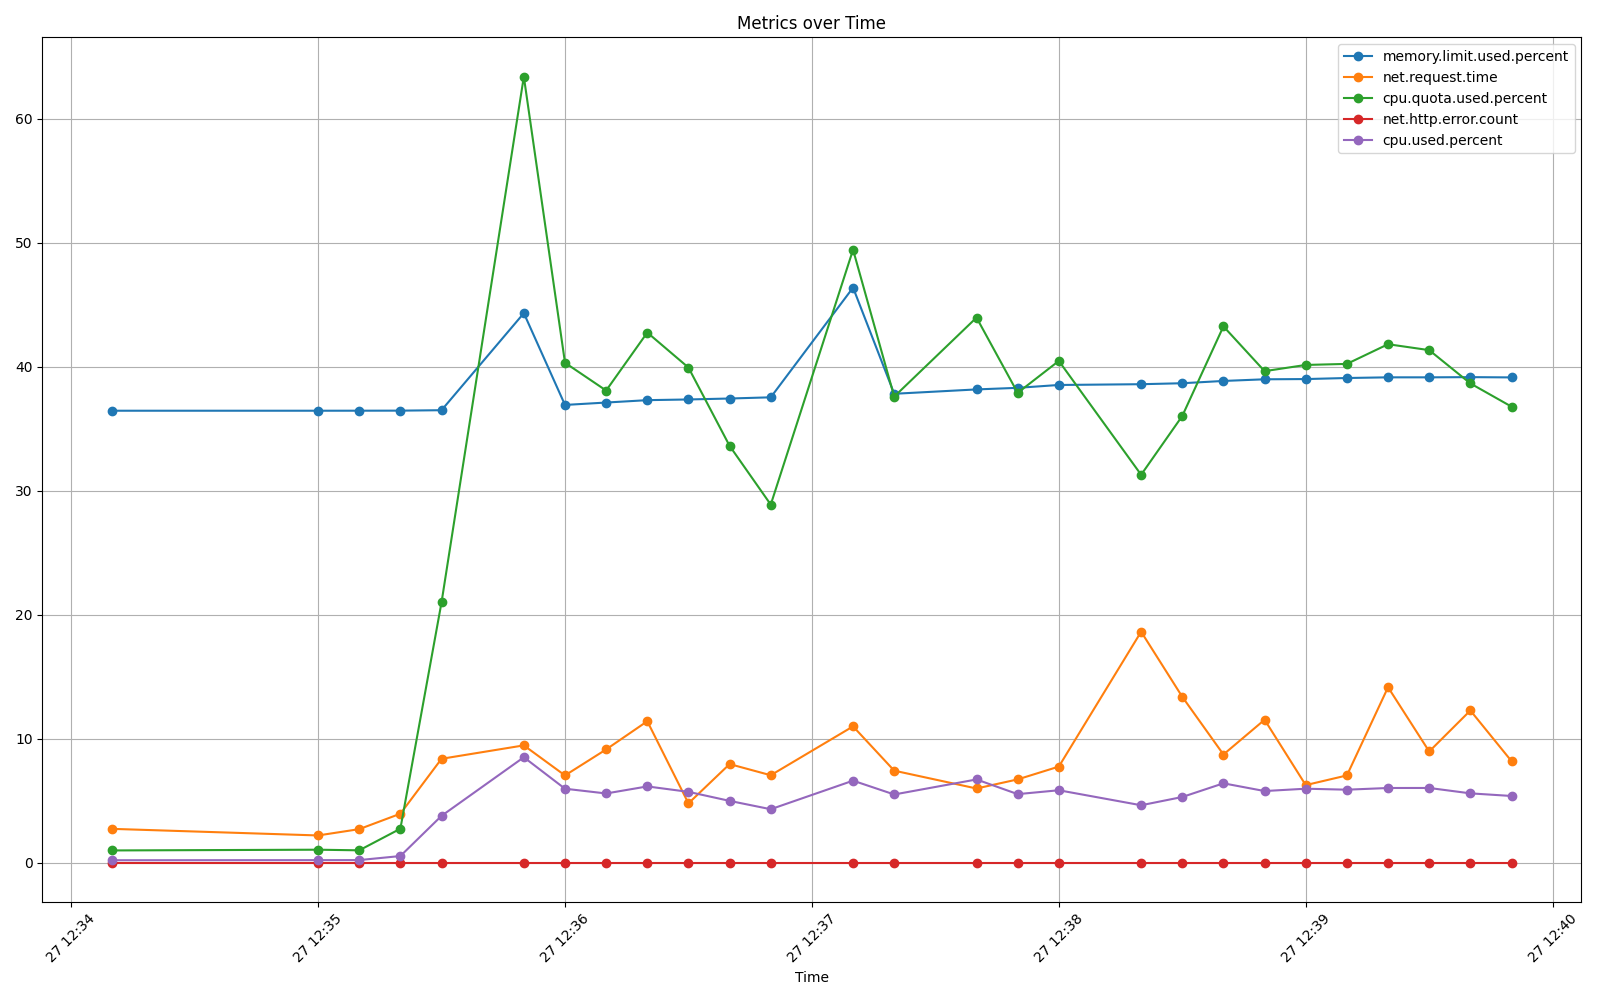 Metrics over Time
memory.limit.used.percent
net.request.time
cpu.quota.used.percent
net.http.error.count
cpu.used.percent
60
50
40
30
20
10
0
27 12:34
27 12:35
27 12:36
27 12:37
27 12:38
27 12:39
27 12:40
Time